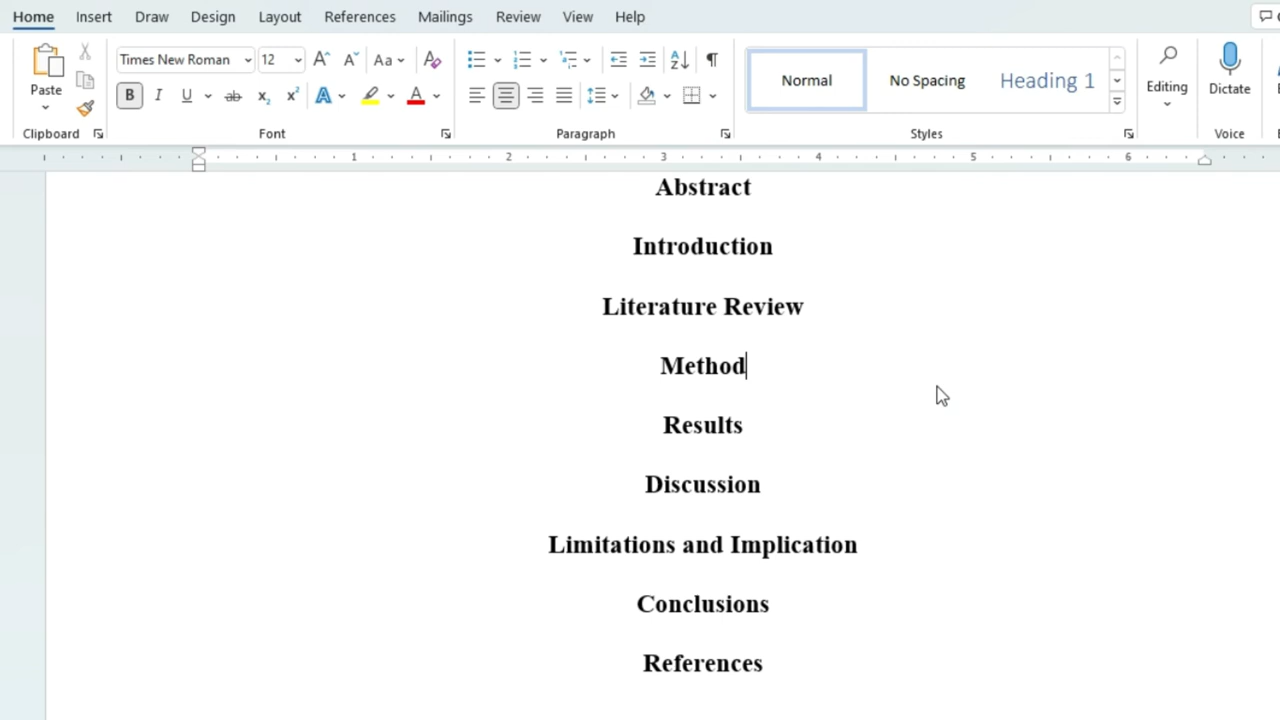 Home Insert Draw Design Layout References Mailings Review View Help
Times New Roman 12 Aa
Paste
B I U ab x₂ x² A A
Normal No Spacing Heading 1
Editing Dictate
Clipboard Font Paragraph Styles Voice
1 2 3 4 5 6
Abstract
Introduction
Literature Review
Method
Results
Discussion
Limitations and Implication
Conclusions
References